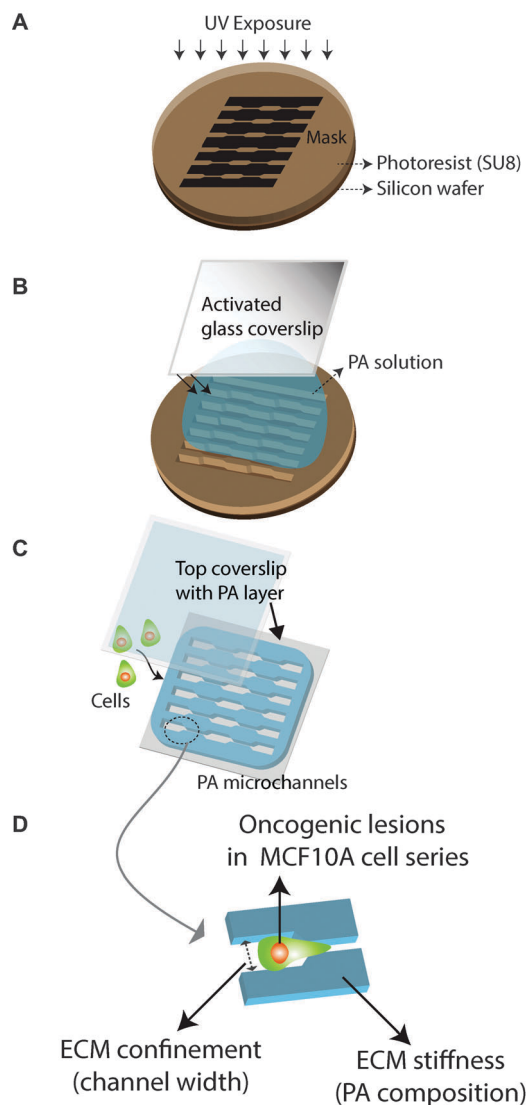 A
UV Exposure
Mask
Photoresist (SU8)
Silicon wafer
B
Activated
glass coverslip
PA solution
C
Top coverslip
with PA layer
Cells
PA microchannels
D
Oncogenic lesions
in MCF10A cell series
ECM confinement
(channel width)
ECM stiffness
(PA composition)